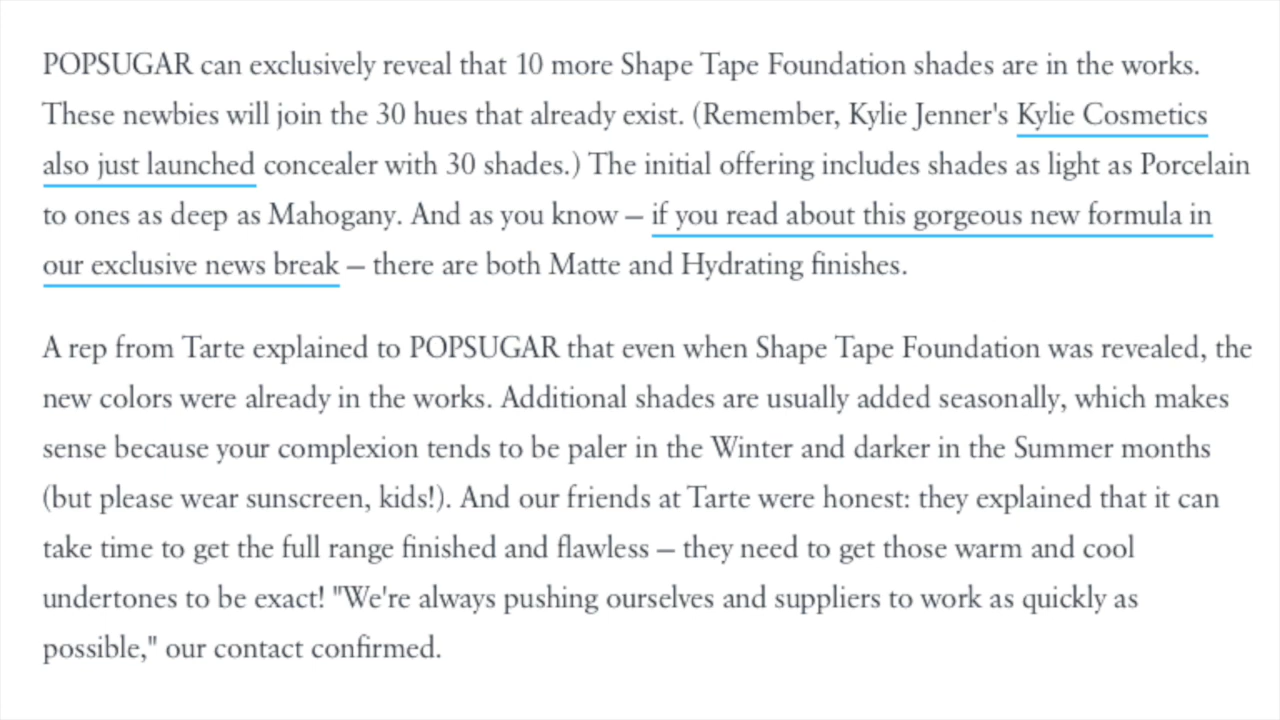 POPSUGAR can exclusively reveal that 10 more Shape Tape Foundation shades are in the works.
These newbies will join the 30 hues that already exist. (Remember, Kylie Jenner's Kylie Cosmetics
also just launched concealer with 30 shades.) The initial offering includes shades as light as Porcelain
to ones as deep as Mahogany. And as you know – if you read about this gorgeous new formula in
our exclusive news break – there are both Matte and Hydrating finishes.
A rep from Tarte explained to POPSUGAR that even when Shape Tape Foundation was revealed, the
new colors were already in the works. Additional shades are usually added seasonally, which makes
sense because your complexion tends to be paler in the Winter and darker in the Summer months
(but please wear sunscreen, kids!). And our friends at Tarte were honest: they explained that it can
take time to get the full range finished and flawless – they need to get those warm and cool
undertones to be exact! "We're always pushing ourselves and suppliers to work as quickly as
possible," our contact confirmed.